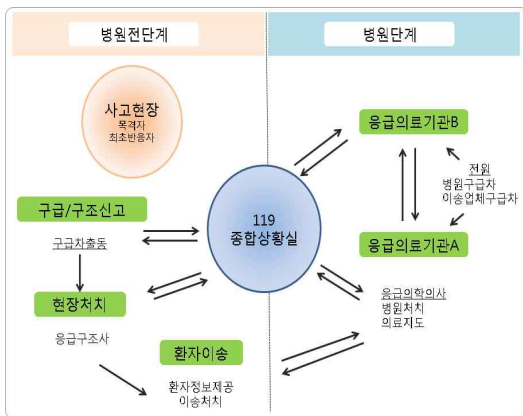 병원전단계
병원단계
사고현장
목격자
최초반응자
응급의료기관B
전원
병원구급차
이송업체구급차
구급/구조신고
구급차출동
119
종합상황실
응급의료기관A
현장처치
응급구조사
응급의학의사
병원처치
의료지도
환자이송
환자정보제공
이송처치